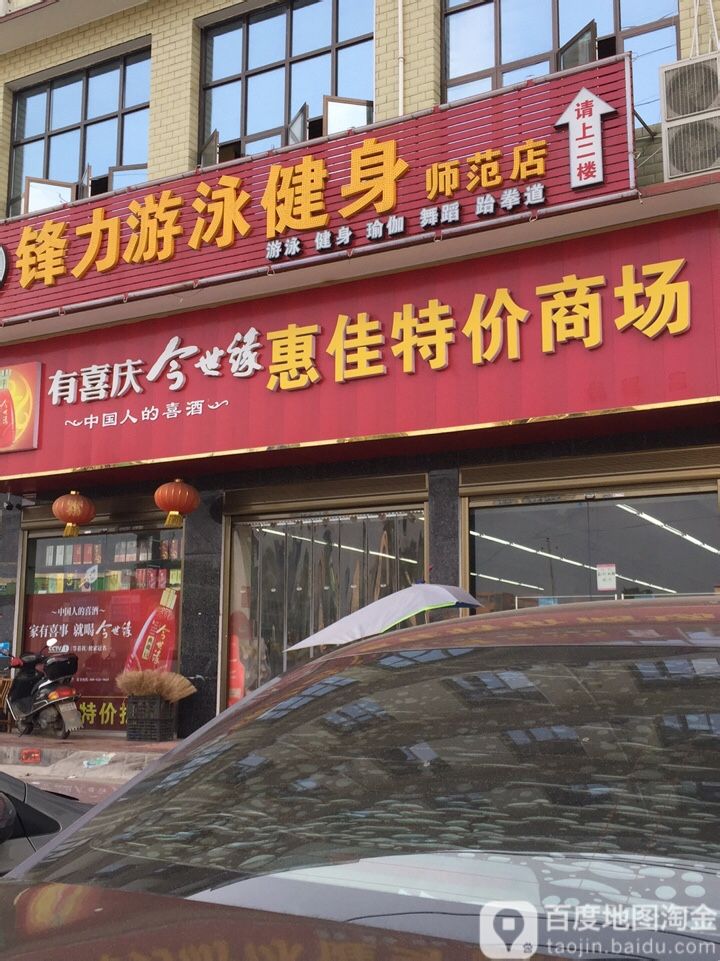 锋力游泳健身 师范店
请上二楼
游泳 健身 瑜伽 舞蹈 跆拳道
有喜庆今世缘 惠佳特价商场
~中国人的喜酒~
~中国人的喜酒~
家有喜事 就喝今世缘
CCTV 1
特价
百度地图淘金
taojin.baidu.com